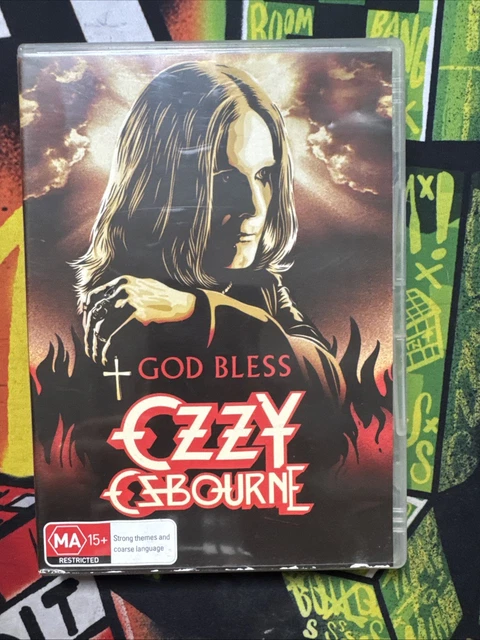 BOOM
BANG
GOD BLESS
OZZY
OSBOURNE
MA 15+
RESTRICTED
Strong themes and
coarse language